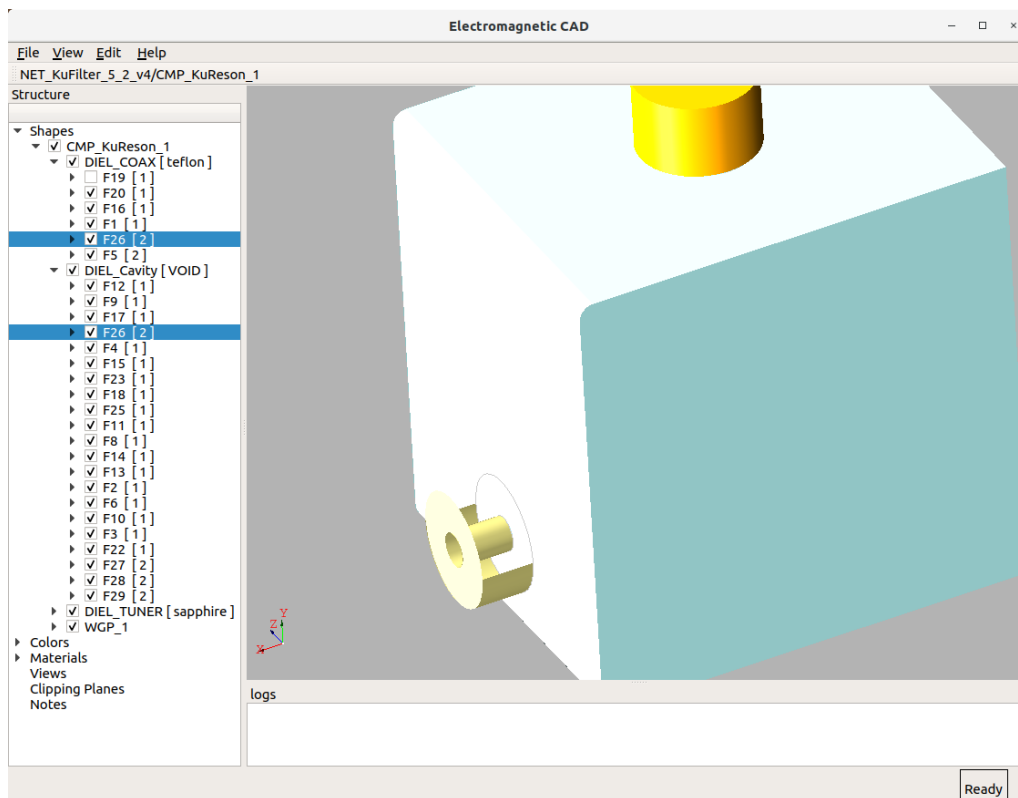 Electromagnetic CAD
File View Edit Help
NET_KuFilter_5_2_v4/CMP_KuReson_1
Structure
Shapes
CMP_KuReson_1
DIEL_COAX [ teflon ]
F19 [ 1 ]
F20 [ 1 ]
F16 [ 1 ]
F1 [ 1 ]
F26 [ 2 ]
F5 [ 2 ]
DIEL_Cavity [ VOID ]
F12 [ 1 ]
F9 [ 1 ]
F17 [ 1 ]
F26 [ 2 ]
F4 [ 1 ]
F15 [ 1 ]
F23 [ 1 ]
F18 [ 1 ]
F25 [ 1 ]
F11 [ 1 ]
F8 [ 1 ]
F14 [ 1 ]
F13 [ 1 ]
F2 [ 1 ]
F6 [ 1 ]
F10 [ 1 ]
F3 [ 1 ]
F22 [ 1 ]
F27 [ 2 ]
F28 [ 2 ]
F29 [ 2 ]
DIEL_TUNER [ sapphire ]
WGP_1
Colors
Materials
Views
Clipping Planes
Notes
Y
Z
X
logs
Ready